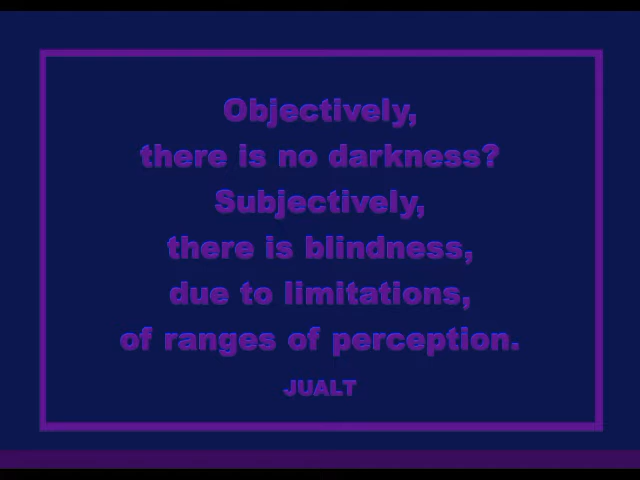 Objectively,
there is no darkness?
Subjectively,
there is blindness,
due to limitations,
of ranges of perception.
JUALT